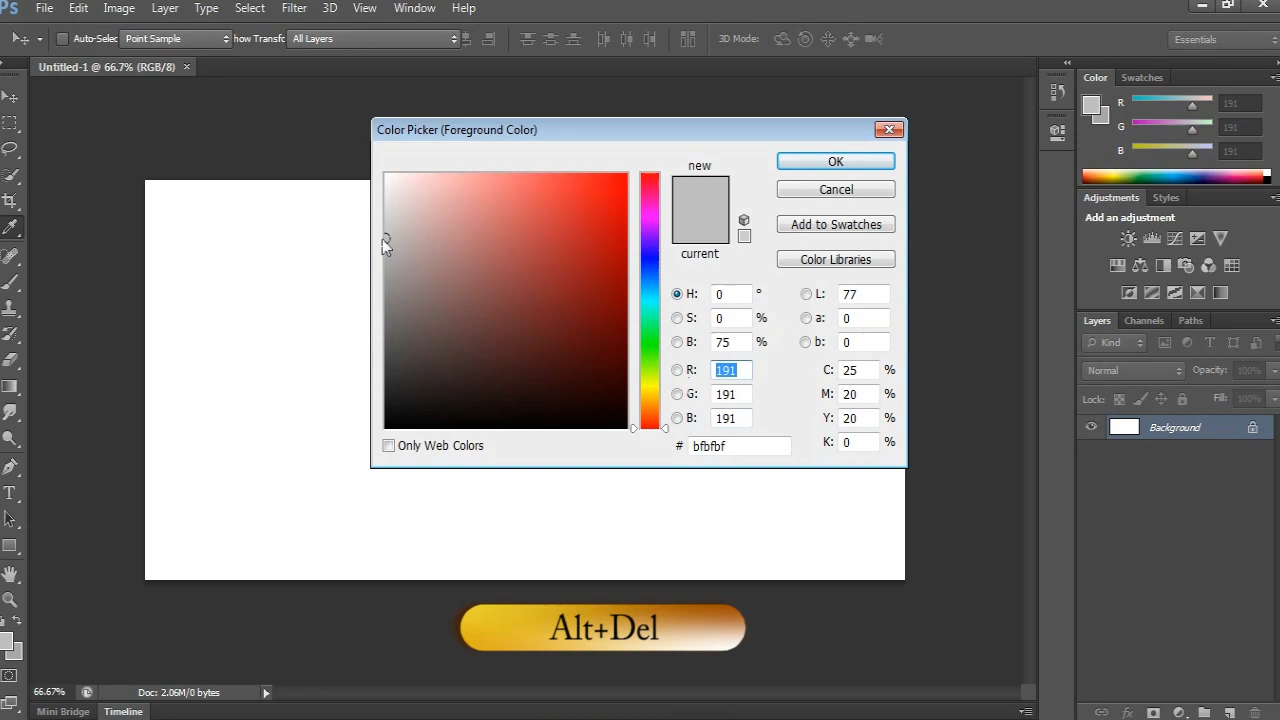 Ps File Edit Image Layer Type Select Filter 3D View Window Help
Auto-Selec Point Sample how Transfo All Layers 3D Mode: Essentials
Untitled-1 @ 66.7% (RGB/8) ×
Color Swatches
R 191
G 191
B 191
Color Picker (Foreground Color)
new
current
OK
Cancel
Add to Swatches
Color Libraries
H: 0 °
S: 0 %
B: 75 %
R: 191
G: 191
B: 191
# bfbfbf
L: 77
a: 0
b: 0
C: 25 %
M: 20 %
Y: 20 %
K: 0 %
Only Web Colors
Adjustments Styles
Add an adjustment
Layers Channels Paths
Kind
Normal Opacity: 100%
Lock: Fill: 100%
Background
Alt+Del
66.67% Doc: 2.06M/0 bytes
Mini Bridge Timeline